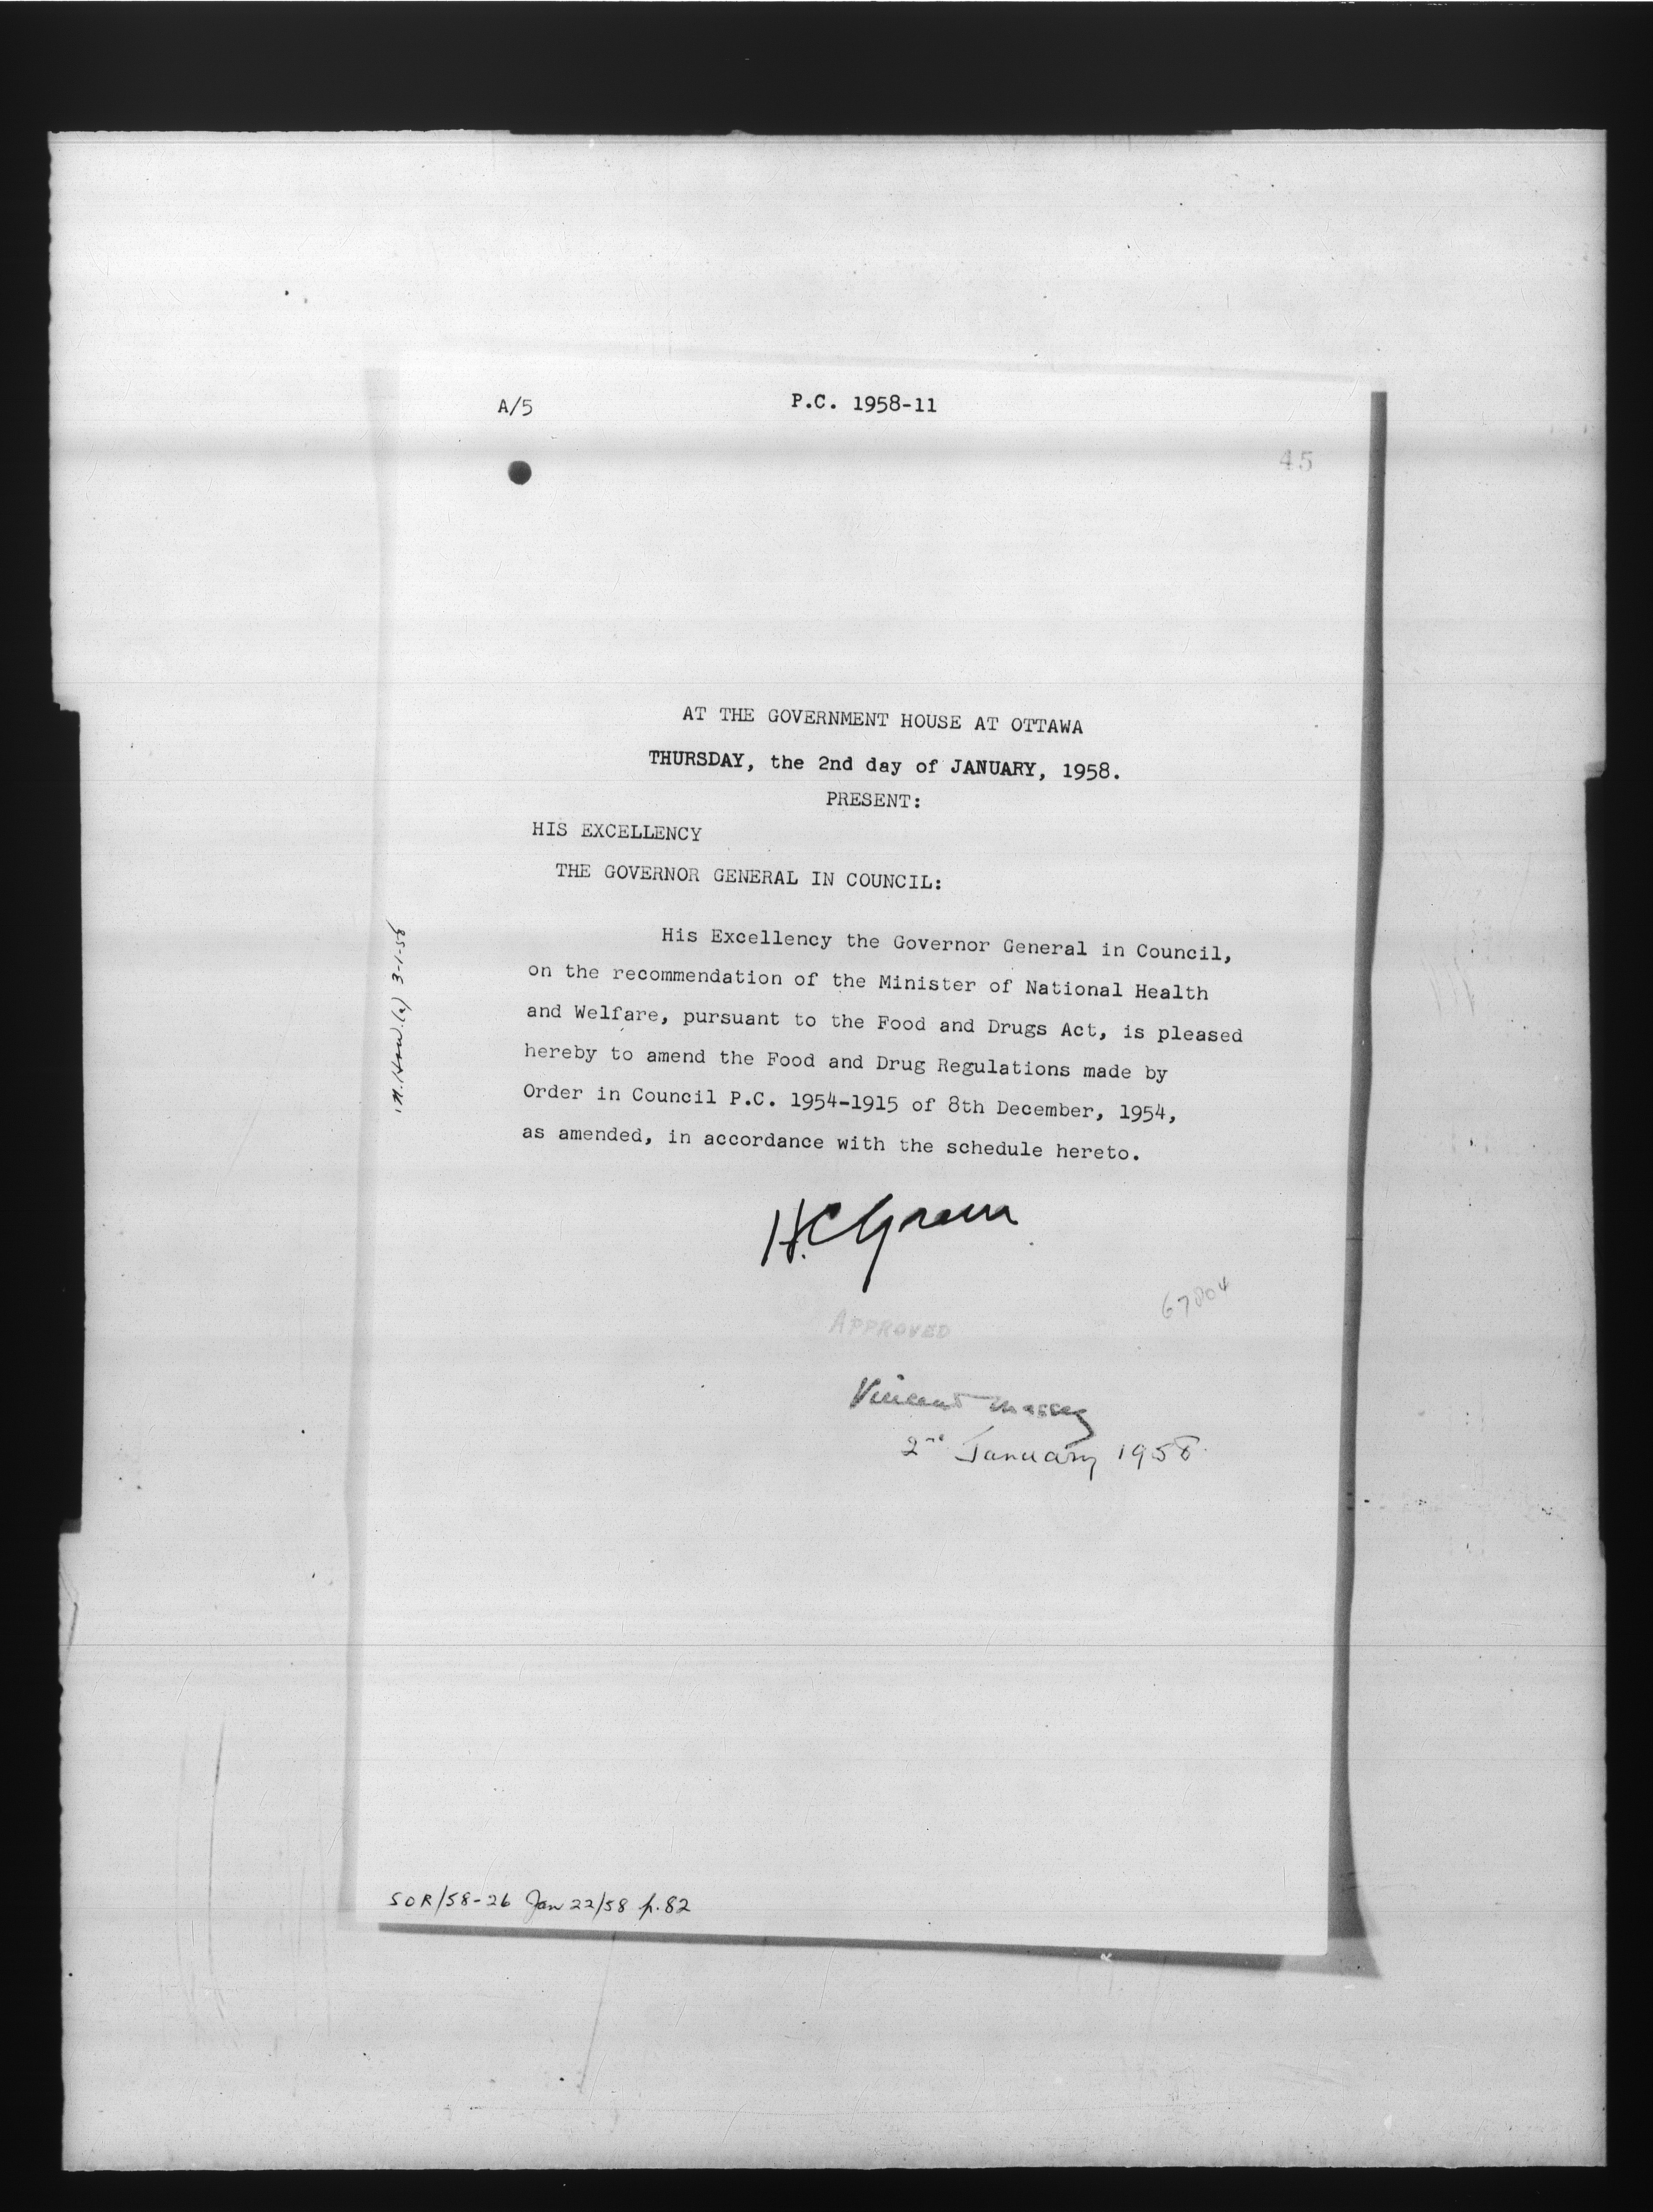 A/5
P.C. 1958-11
45
AT THE GOVERNMENT HOUSE AT OTTAWA
THURSDAY, the 2nd day of JANUARY, 1958.
PRESENT:
HIS EXCELLENCY
THE GOVERNOR GENERAL IN COUNCIL:
His Excellency the Governor General in Council,
on the recommendation of the Minister of National Health
and Welfare, pursuant to the Food and Drugs Act, is pleased
hereby to amend the Food and Drug Regulations made by
Order in Council P.C. 1954-1915 of 8th December, 1954,
as amended, in accordance with the schedule hereto.
3-1-58
H.C. Green
67804
APPROVED
Vincent Massey
2nd January 1958
SOR/58-26 Jan 22/58 p.82